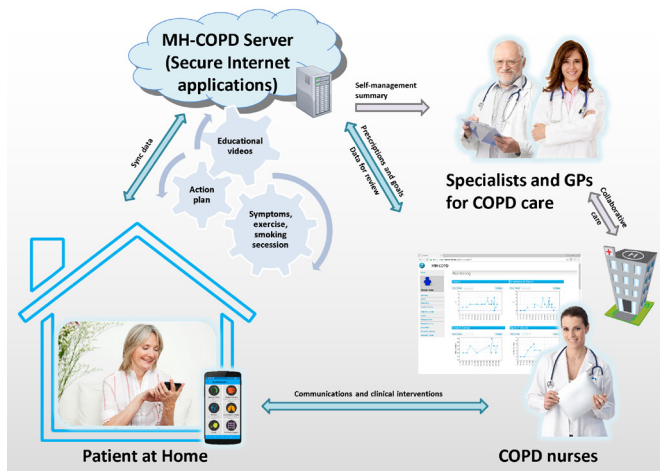 MH-COPD Server
(Secure Internet
applications)
Self-management
summary
Sync data
Educational
videos
Action
plan
Symptoms,
exercise,
smoking
secession
Prescriptions and goals
Data for review
Specialists and GPs
for COPD care
Collaborative
care
H
MH-COPD
Communications and clinical interventions
Patient at Home
COPD nurses